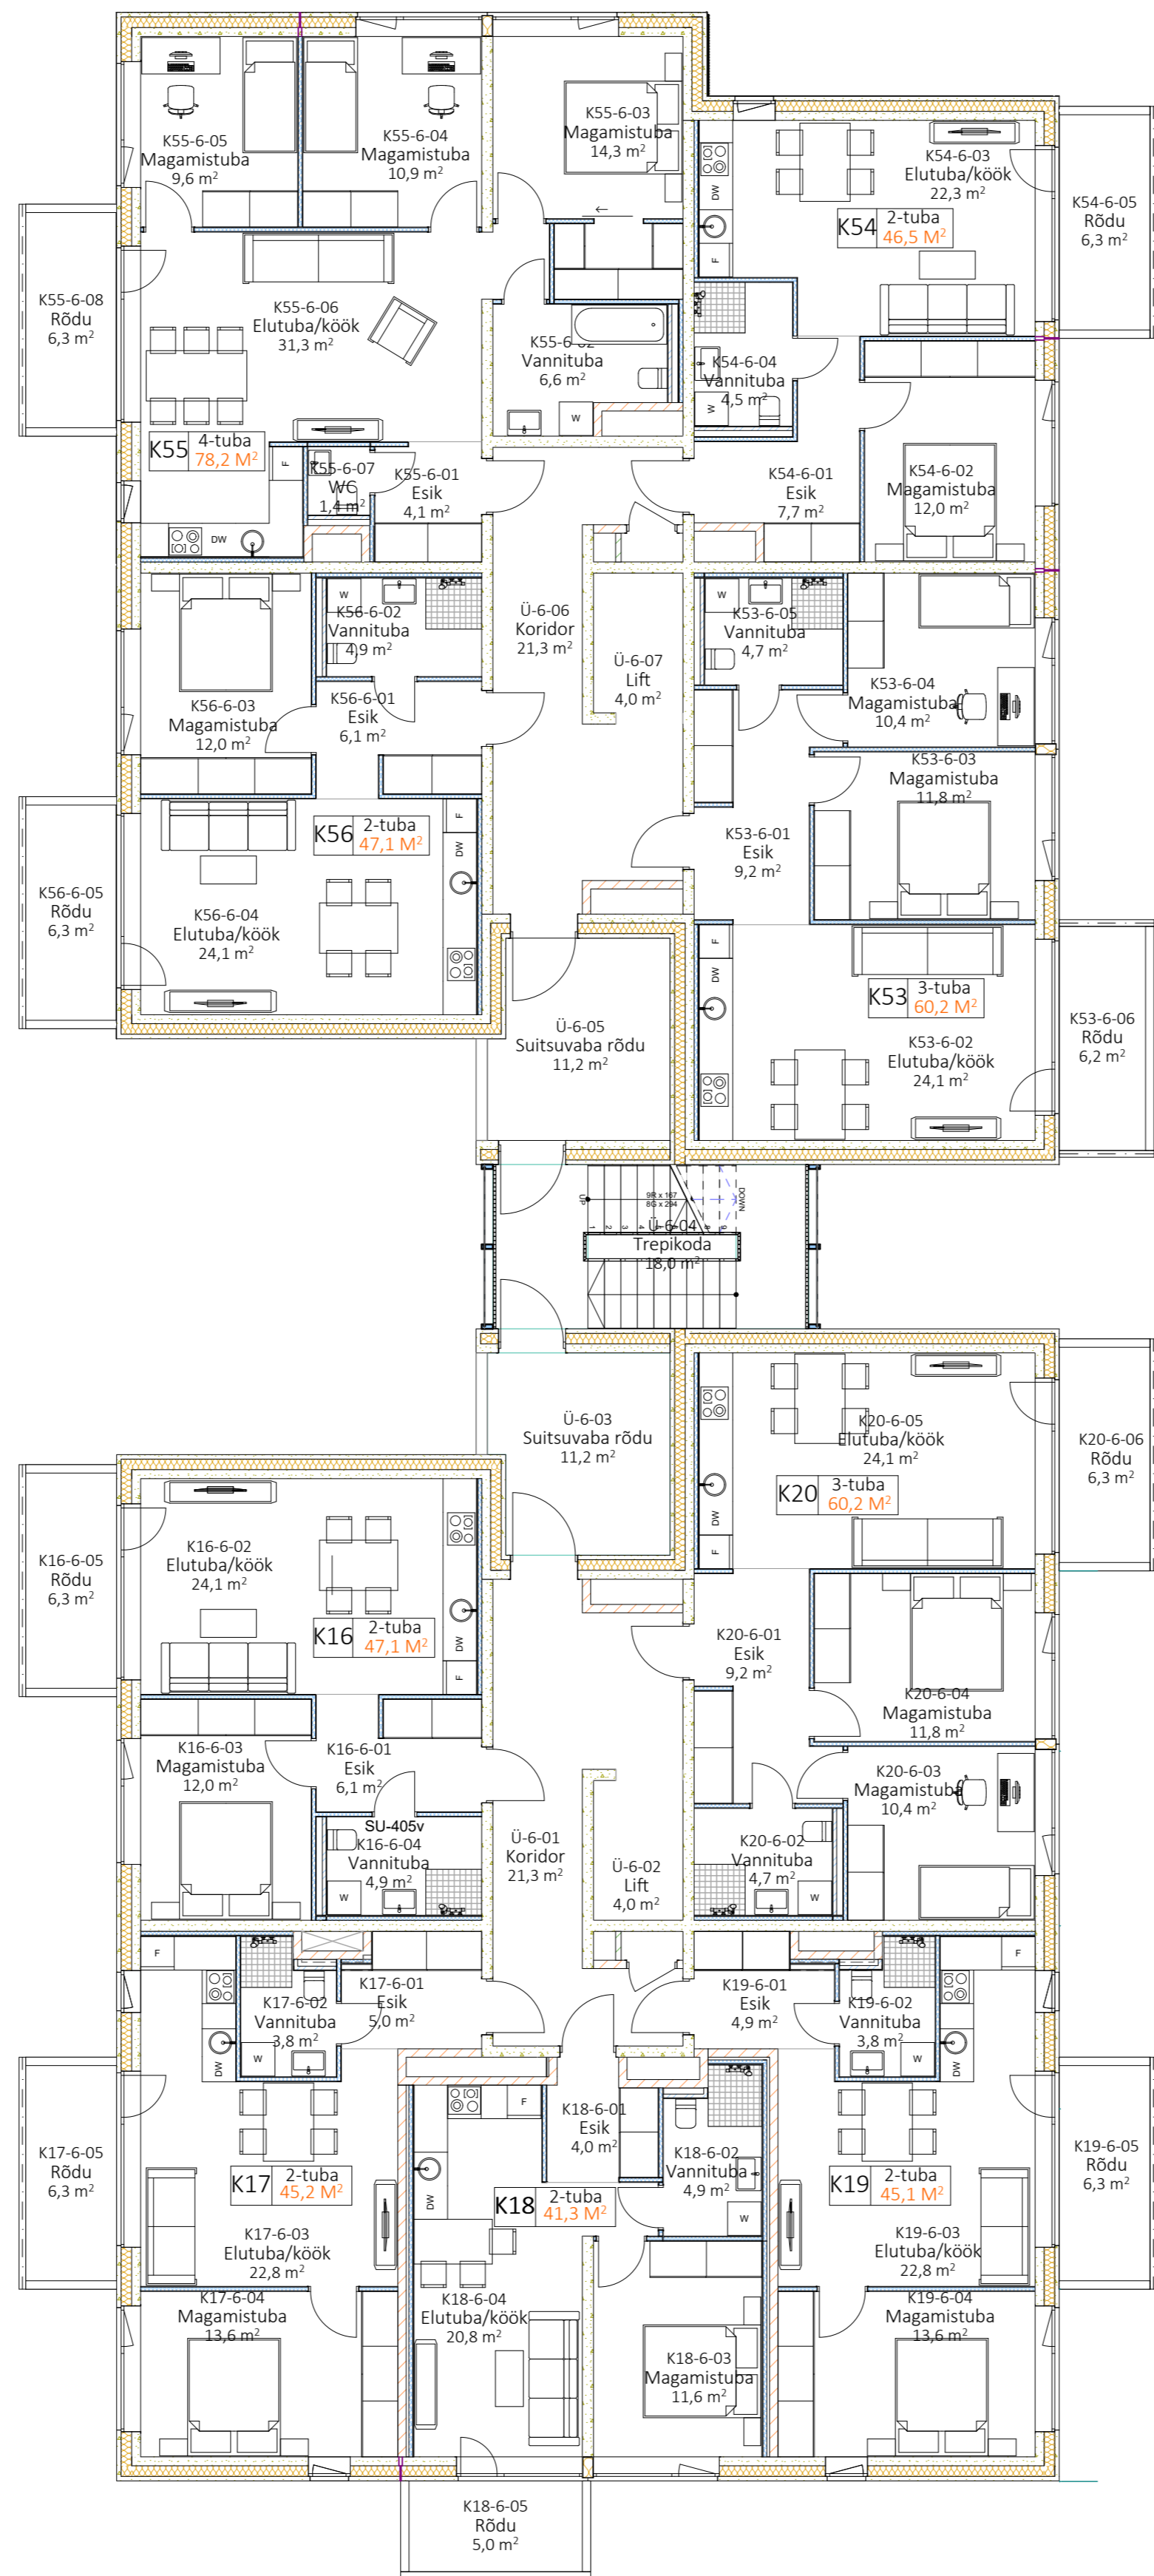 K55-6-05
Magamistuba
9,6 m²
K55-6-04
Magamistuba
10,9 m²
K55-6-03
Magamistuba
14,3 m²
K54-6-03
Elutuba/köök
22,3 m²
DW
F
K54 2-tuba
46,5 M²
K54-6-05
Rõdu
6,3 m²
K55-6-08
Rõdu
6,3 m²
K55-6-06
Elutuba/köök
31,3 m²
K55-6-02
Vannituba
6,6 m²
W
K54-6-04
Vannituba
4,5 m²
W
K55 4-tuba
78,2 M²
F
DW
K55-6-07
WC
1,4 m²
K55-6-01
Esik
4,1 m²
K54-6-01
Esik
7,7 m²
K54-6-02
Magamistuba
12,0 m²
W
K56-6-02
Vannituba
4,9 m²
Ü-6-06
Koridor
21,3 m²
Ü-6-07
Lift
4,0 m²
W
K53-6-05
Vannituba
4,7 m²
K53-6-04
Magamistuba
10,4 m²
K56-6-03
Magamistuba
12,0 m²
K56-6-01
Esik
6,1 m²
K53-6-03
Magamistuba
11,8 m²
K56 2-tuba
47,1 M²
F
DW
K53-6-01
Esik
9,2 m²
K56-6-05
Rõdu
6,3 m²
K56-6-04
Elutuba/köök
24,1 m²
F
DW
K53 3-tuba
60,2 M²
Ü-6-05
Suitsuvaba rõdu
11,2 m²
K53-6-02
Elutuba/köök
24,1 m²
K53-6-06
Rõdu
6,2 m²
UP
9R x 167
8G x 294
DOWN
1
2
3
4
8
9
Ü-6-04
Trepikoda
18,0 m²
Ü-6-03
Suitsuvaba rõdu
11,2 m²
K20-6-05
Elutuba/köök
24,1 m²
K20-6-06
Rõdu
6,3 m²
K20 3-tuba
60,2 M²
DW
F
K16-6-05
Rõdu
6,3 m²
K16-6-02
Elutuba/köök
24,1 m²
K16 2-tuba
47,1 M²
DW
F
K20-6-01
Esik
9,2 m²
K20-6-04
Magamistuba
11,8 m²
K16-6-03
Magamistuba
12,0 m²
K16-6-01
Esik
6,1 m²
K20-6-03
Magamistuba
10,4 m²
SU-405v
K16-6-04
Vannituba
4,9 m²
W
Ü-6-01
Koridor
21,3 m²
Ü-6-02
Lift
4,0 m²
K20-6-02
Vannituba
4,7 m²
W
F
K17-6-02
Vannituba
3,8 m²
W
DW
K17-6-01
Esik
5,0 m²
K19-6-01
Esik
4,9 m²
K19-6-02
Vannituba
3,8 m²
W
F
DW
K18-6-01
Esik
4,0 m²
F
DW
K18-6-02
Vannituba
4,9 m²
W
K17-6-05
Rõdu
6,3 m²
K17 2-tuba
45,2 M²
K18 2-tuba
41,3 M²
K19 2-tuba
45,1 M²
K19-6-05
Rõdu
6,3 m²
K17-6-03
Elutuba/köök
22,8 m²
K19-6-03
Elutuba/köök
22,8 m²
K17-6-04
Magamistuba
13,6 m²
K18-6-04
Elutuba/köök
20,8 m²
K18-6-03
Magamistuba
11,6 m²
K19-6-04
Magamistuba
13,6 m²
K18-6-05
Rõdu
5,0 m²